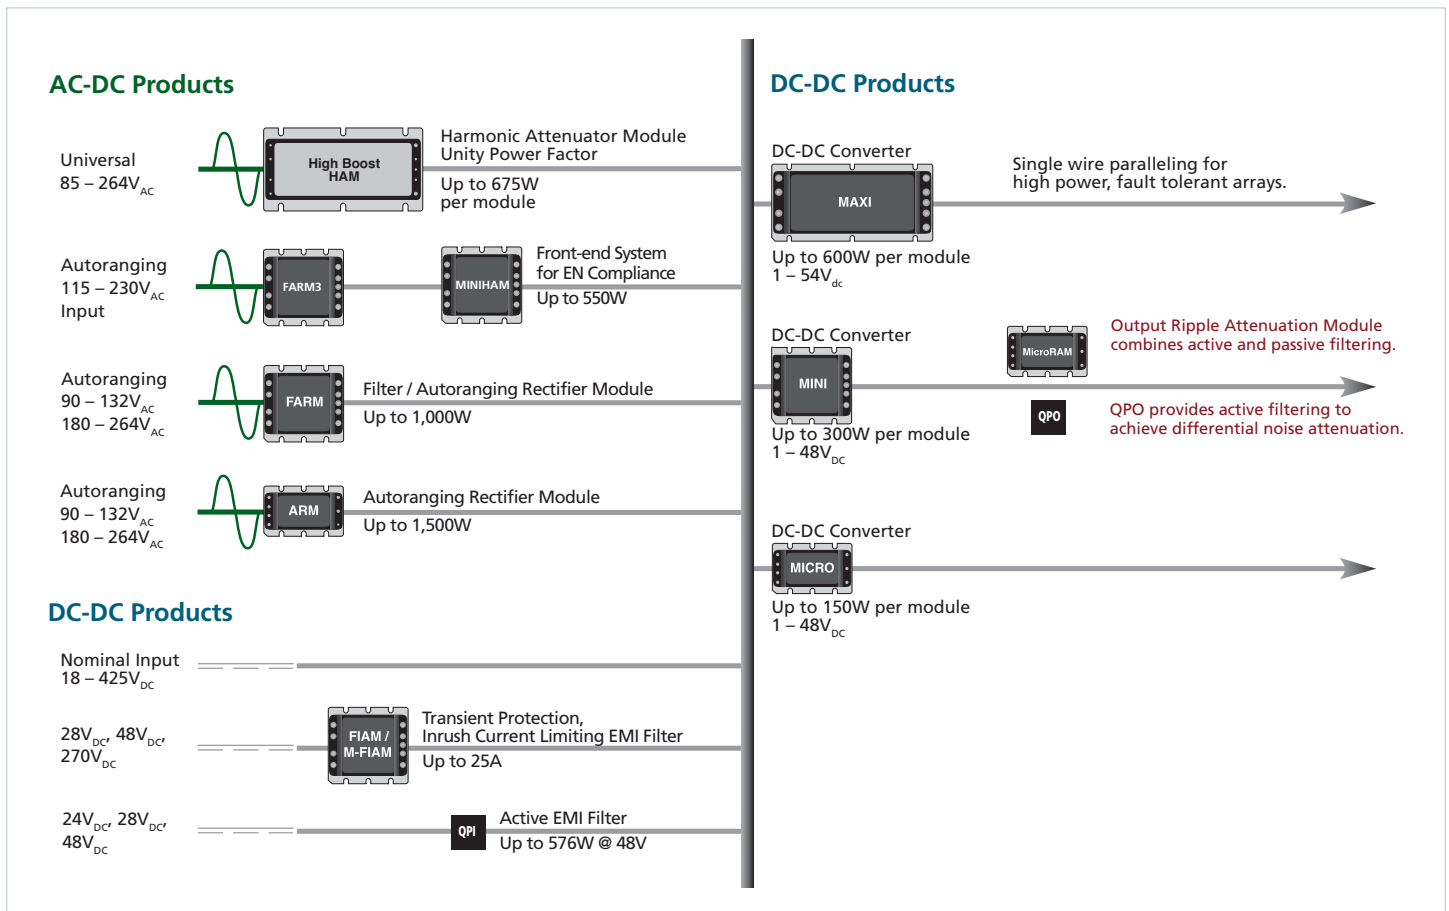 AC-DC Products
Universal
85 – 264VAC
High Boost
HAM
Harmonic Attenuator Module
Unity Power Factor
Up to 675W
per module
Autoranging
115 – 230VAC
Input
FARM3
MINIHAM
Front-end System
for EN Compliance
Up to 550W
Autoranging
90 – 132VAC
180 – 264VAC
FARM
Filter / Autoranging Rectifier Module
Up to 1,000W
Autoranging
90 – 132VAC
180 – 264VAC
ARM
Autoranging Rectifier Module
Up to 1,500W
DC-DC Products
Nominal Input
18 – 425VDC
28VDC, 48VDC,
270VDC
FIAM /
M-FIAM
Transient Protection,
Inrush Current Limiting EMI Filter
Up to 25A
24VDC, 28VDC,
48VDC
QPI
Active EMI Filter
Up to 576W @ 48V
DC-DC Products
DC-DC Converter
MAXI
Up to 600W per module
1 – 54Vdc
Single wire paralleling for
high power, fault tolerant arrays.
DC-DC Converter
MINI
Up to 300W per module
1 – 48VDC
MicroRAM
Output Ripple Attenuation Module
combines active and passive filtering.
QPO
QPO provides active filtering to
achieve differential noise attenuation.
DC-DC Converter
MICRO
Up to 150W per module
1 – 48VDC